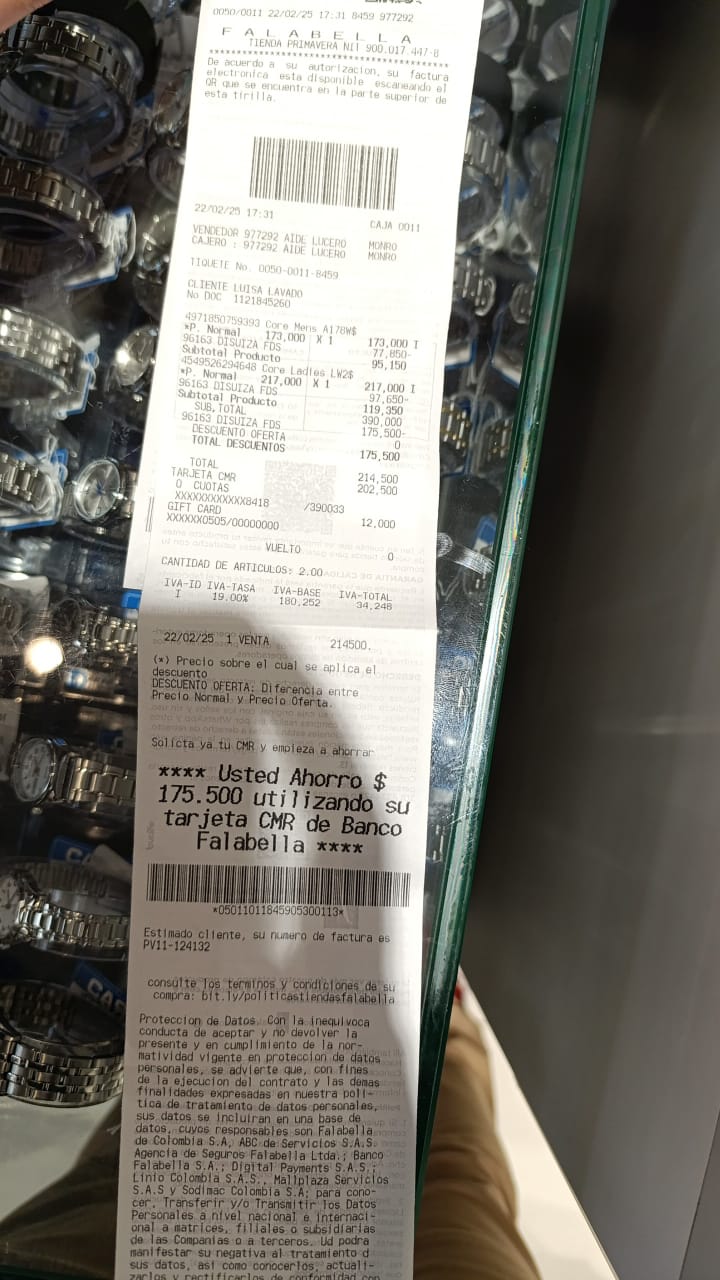 0050/0011 22/02/25 17:31 8459 977292
FALABELLA
TIENDA PRIMAVERA Nit 900.017.447-8
****************************************
De acuerdo a su autorizacion, su factura
electronica esta disponible escaneando el
QR que se encuentra en la parte superior de
esta tirilla.
22/02/25 17:31 CAJA 0011
VENDEDOR 977292 AIDE LUCERO MONRO
CAJERO : 977292 AIDE LUCERO MONRO
TIQUETE No. 0050-0011-8459
CLIENTE LUISA LAVADO
No DOC 1121845260
4971850759393 Core Mens A178W$
*P. Normal 173,000 X 1 173,000 I
96163 DISUIZA FDS 77,850-
Subtotal Producto 95,150
4549526294648 Core Ladies LW2$
*P. Normal 217,000 X 1 217,000 I
96163 DISUIZA FDS 97,650-
Subtotal Producto 119,350
SUB,TOTAL 390,000
96163 DISUIZA FDS 175,500-
DESCUENTO OFERTA 0
TOTAL DESCUENTOS 175,500
TOTAL 214,500
TARJETA CMR 202,500
0 CUOTAS
XXXXXXXXXXXX8418 /390033
GIFT CARD 12,000
XXXXXX0505/00000000
VUELTO 0
CANTIDAD DE ARTICULOS: 2.00
IVA-ID IVA-TASA IVA-BASE IVA-TOTAL
I 19.00% 180,252 34,248
22/02/25 1 VENTA 214500.
(*) Precio sobre el cual se aplica el
descuento
DESCUENTO OFERTA: Diferencia entre
Precio Normal y Precio Oferta.
Solicta ya tu CMR y empieza a ahorrar
**** Usted Ahorro $
175.500 utilizando su
tarjeta CMR de Banco
Falabella ****
*05011011845905300113*
Estimado cliente, su numero de factura es
PV11-124132
consulte los terminos y condiciones de su
compra: bit.ly/politicastiendasfalabella
Proteccion de Datos. Con la inequivoca
conducta de aceptar y no devolver la
presente y en cumplimiento de la nor-
matividad vigente en proteccion de datos
personales, se advierte que, con fines
de la ejecucion del contrato y las demas
finalidades expresadas en nuestra poli-
tica de tratamiento de datos personales,
sus datos se incluiran en una base de
datos, cuyos responsables son Falabella
de Colombia S.A, ABC de Servicios S.A.S.
Agencia de Seguros Falabella Ltda.; Banco
Falabella S.A.; Digital Payments S.A.S.;
Linio Colombia S.A.S., Mallplaza Servicios
S.A.S y Sodimac Colombia S.A; para cono-
cer, Transferir y/o Transmitir los Datos
Personales a nivel nacional e internaci-
onal a matrices, filiales o subsidiarias
de las Companias o a terceros. Ud podra
manifestar su negativa al tratamiento d
sus datos, asi como conocerlos, actuali-
zarlos y rectificarlos de conformidad con